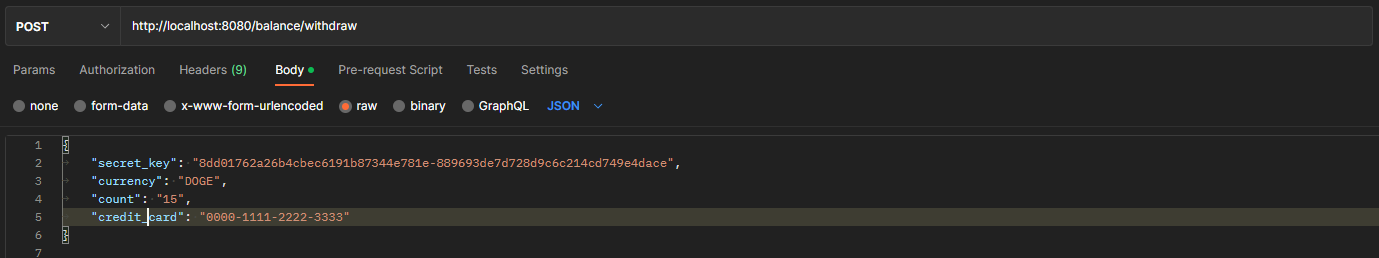 POST http://localhost:8080/balance/withdraw
Params Authorization Headers (9) Body Pre-request Script Tests Settings
none form-data x-www-form-urlencoded raw binary GraphQL JSON
1 {
2 "secret_key": "8dd01762a26b4cbec6191b87344e781e-889693de7d728d9c6c214cd749e4dace",
3 "currency": "DOGE",
4 "count": "15",
5 "credit_card": "0000-1111-2222-3333"
6 }
7